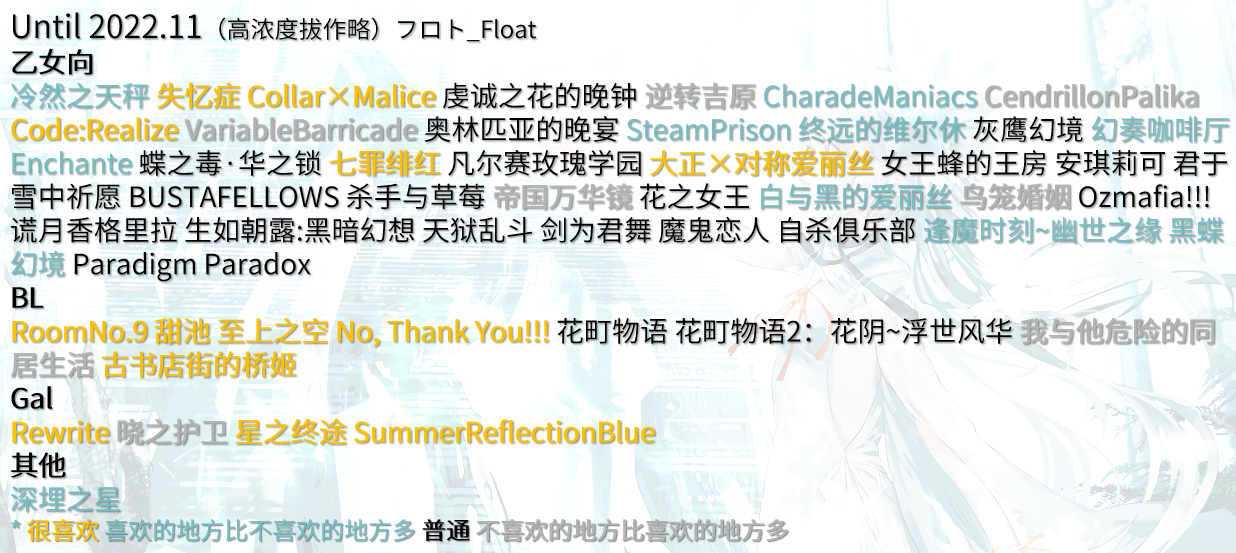 Until 2022.11（高浓度拔作略）フロト_Float
乙女向
冷然之天秤 失忆症 Collar×Malice 虔诚之花的晚钟 逆转吉原 CharadeManiacs CendrillonPalika
Code:Realize VariableBarricade 奥林匹亚的晚宴 SteamPrison 终远的维尔休 灰鹰幻境 幻奏咖啡厅
Enchante 蝶之毒·华之锁 七罪绯红 凡尔赛玫瑰学园 大正×对称爱丽丝 女王蜂的王房 安琪莉可 君于
雪中祈愿 BUSTAFELLOWS 杀手与草莓 帝国万华镜 花之女王 白与黑的爱丽丝 鸟笼婚姻 Ozmafia!!!
谎月香格里拉 生如朝露:黑暗幻想 天狱乱斗 剑为君舞 魔鬼恋人 自杀俱乐部 逢魔时刻~幽世之缘 黑蝶
幻境 Paradigm Paradox
BL
RoomNo.9 甜池 至上之空 No, Thank You!!! 花町物语 花町物语2：花阴~浮世风华 我与他危险的同
居生活 古书店街的桥姬
Gal
Rewrite 晓之护卫 星之终途 SummerReflectionBlue
其他
深埋之星
* 很喜欢 喜欢的地方比不喜欢的地方多 普通 不喜欢的地方比喜欢的地方多